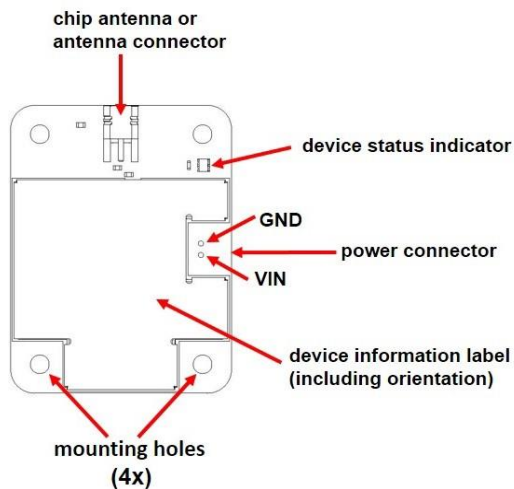 chip antenna or
antenna connector
device status indicator
GND
power connector
VIN
device information label
(including orientation)
mounting holes
(4x)